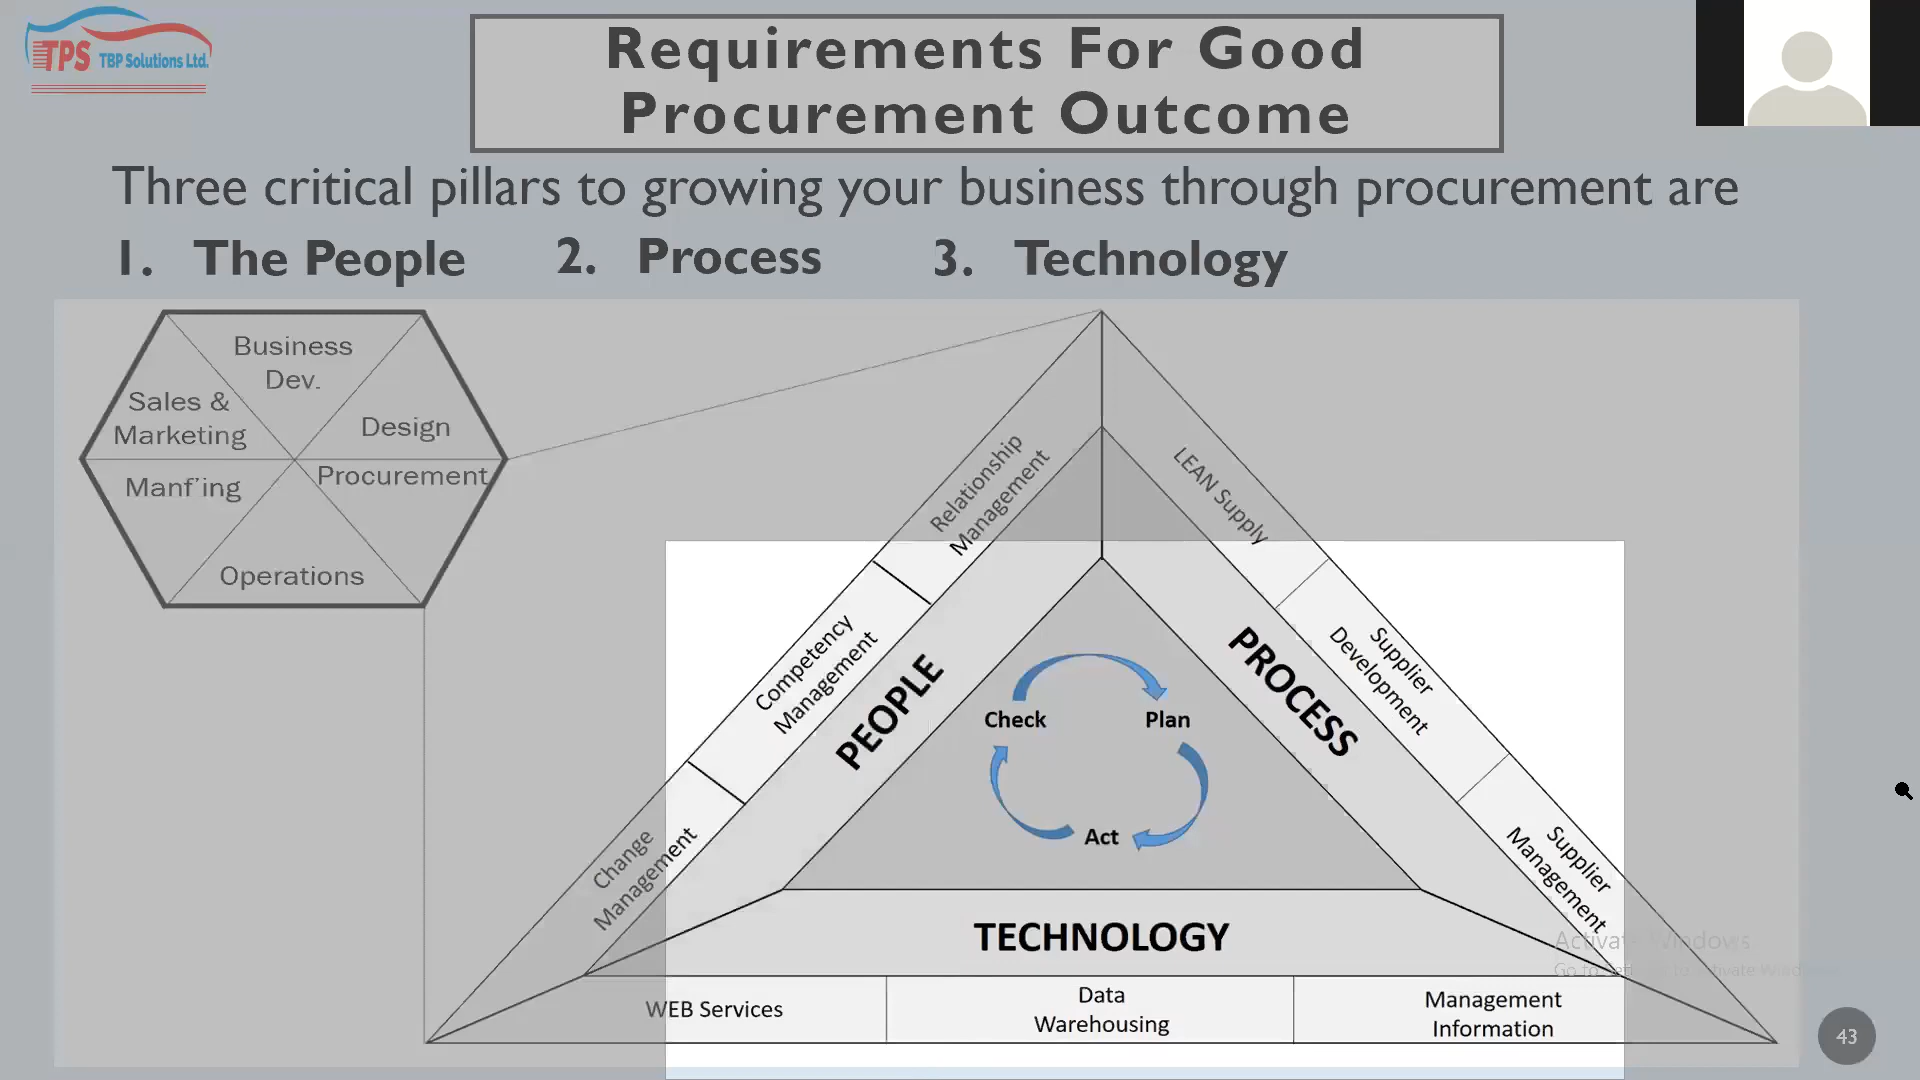 TPS TBP Solutions Ltd.
Requirements For Good
Procurement Outcome
Three critical pillars to growing your business through procurement are
1. The People 2. Process 3. Technology
Business
Dev.
Sales &
Marketing
Design
Manf'ing
Procurement
Operations
Relationship
Management
LEAN Supply
Competency
Management
PEOPLE
Supplier
Development
PROCESS
Check
Plan
Act
Change
Management
Supplier
Management
TECHNOLOGY
WEB Services
Data
Warehousing
Management
Information
Activate Windows
Go to Settings to activate Windows
43